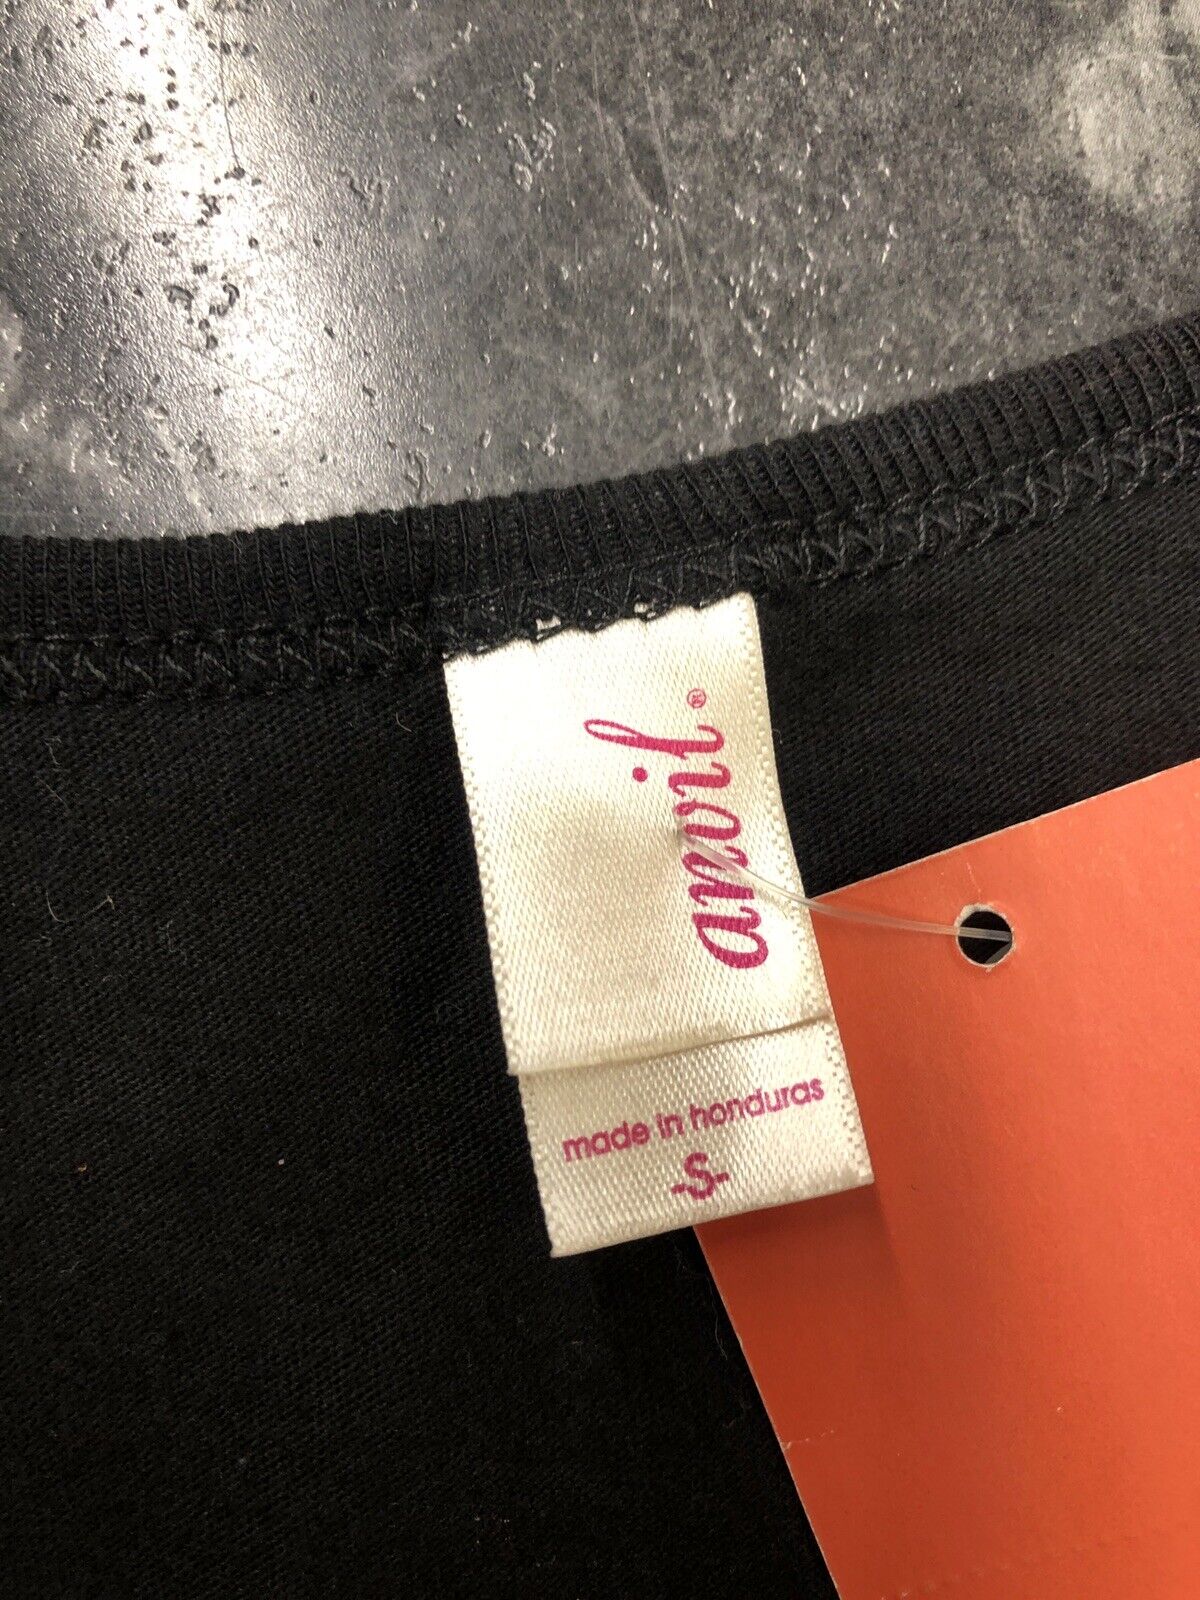 anvil®
made in honduras
-S-